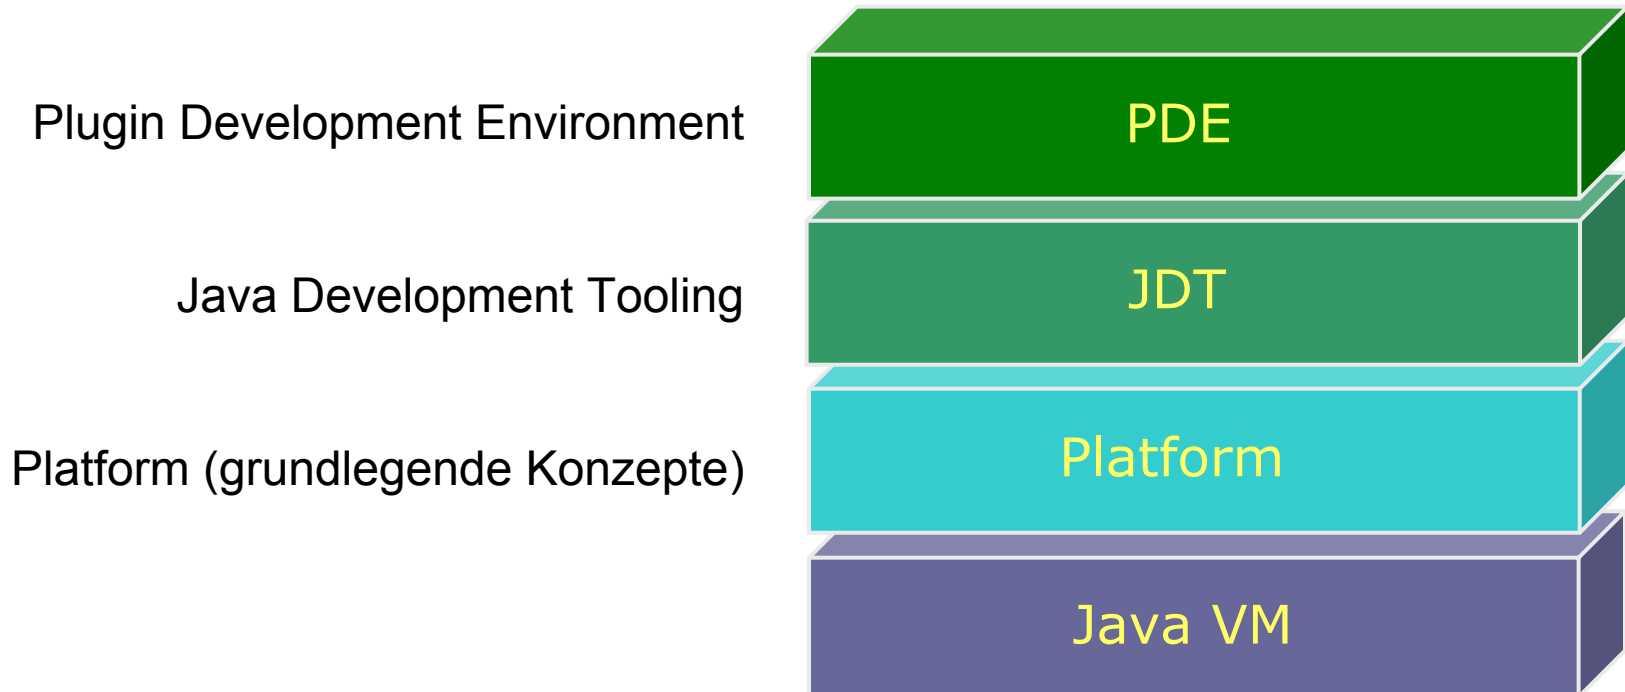 Plugin Development Environment
PDE
Java Development Tooling
JDT
Platform (grundlegende Konzepte)
Platform
Java VM